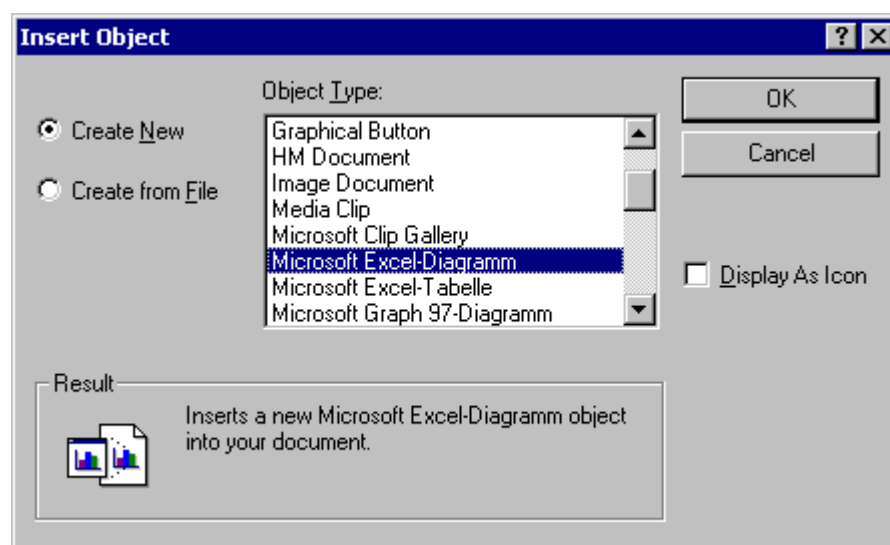 Insert Object
Object Type:
Create New
Create from File
Graphical Button
HM Document
Image Document
Media Clip
Microsoft Clip Gallery
Microsoft Excel-Diagramm
Microsoft Excel-Tabelle
Microsoft Graph 97-Diagramm
OK
Cancel
Display As Icon
Result
Inserts a new Microsoft Excel-Diagramm object
into your document.